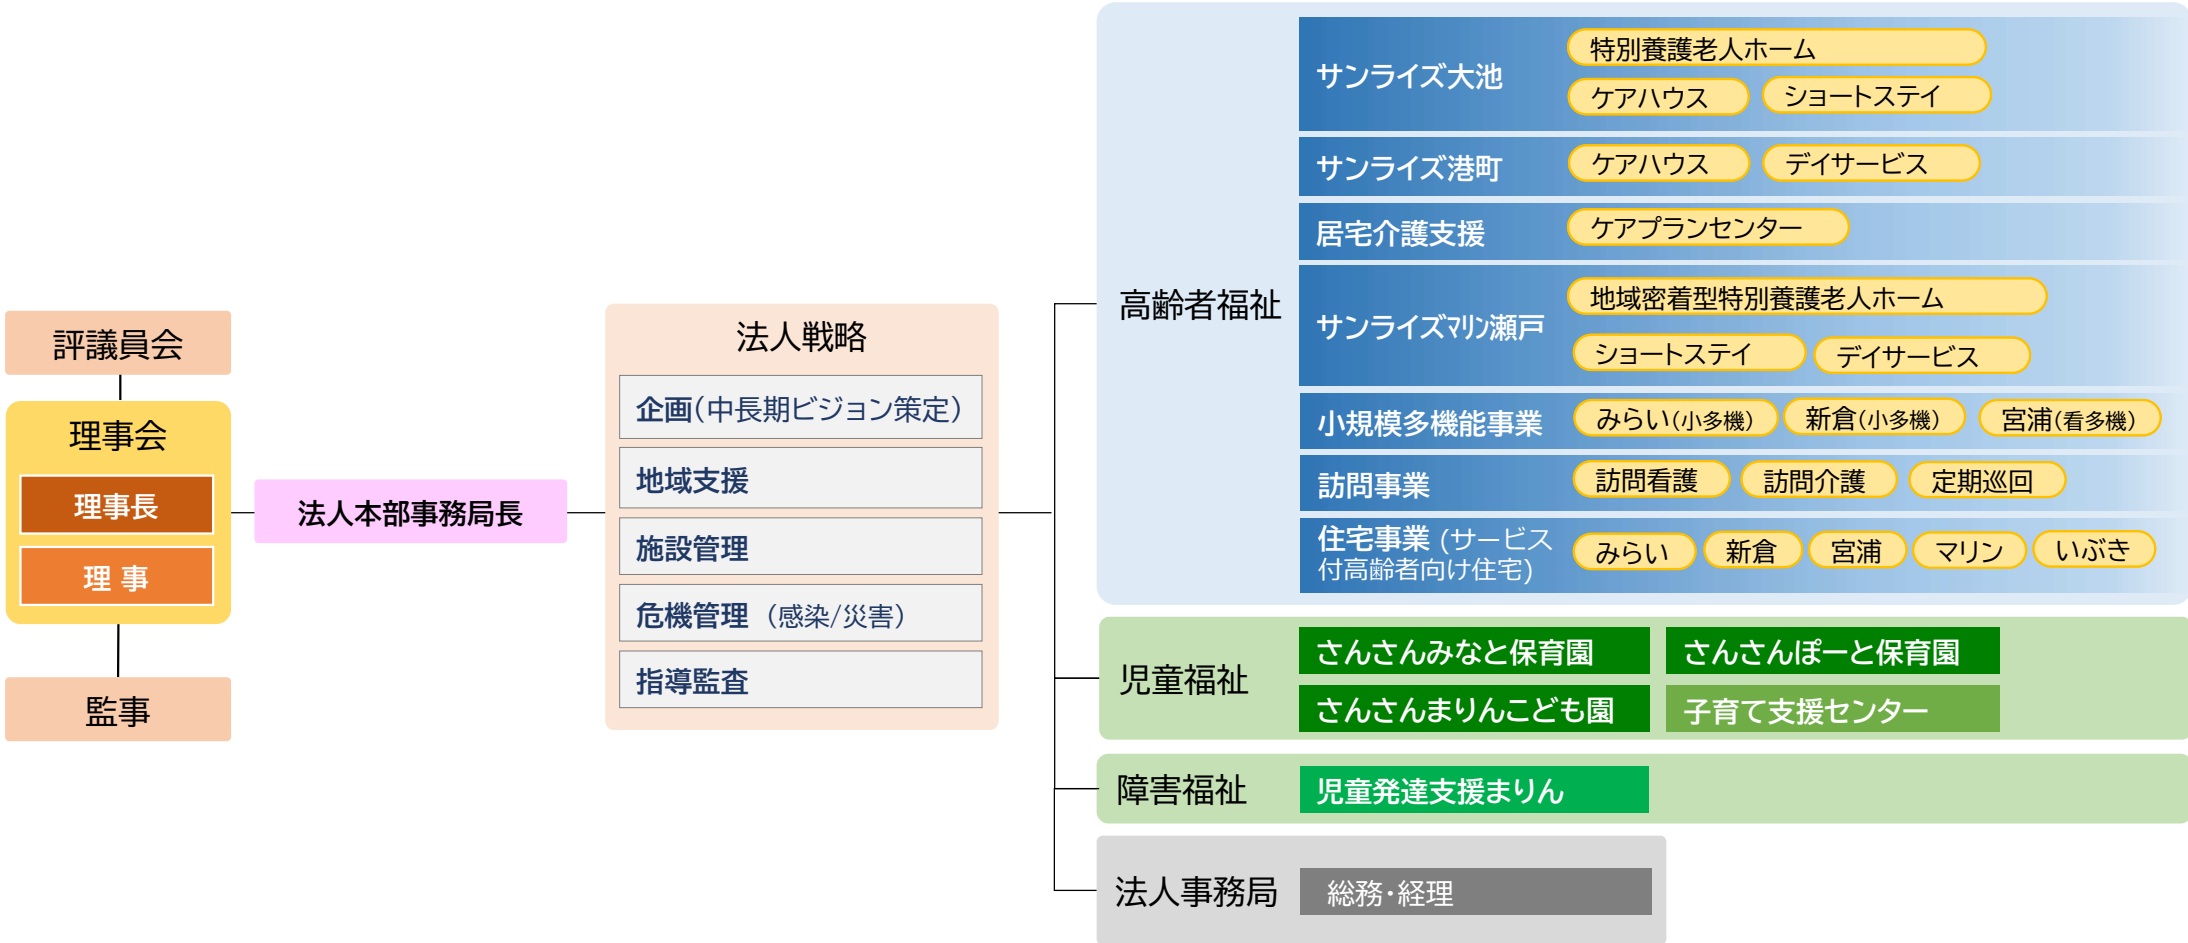 評議員会
理事会
理事長
理 事
監事
法人本部事務局長
法人戦略
企画(中長期ビジョン策定)
地域支援
施設管理
危機管理 (感染/災害)
指導監査
高齢者福祉
サンライズ大池
特別養護老人ホーム
ケアハウス
ショートステイ
サンライズ港町
ケアハウス
デイサービス
居宅介護支援
ケアプランセンター
サンライズマリン瀬戸
地域密着型特別養護老人ホーム
ショートステイ
デイサービス
小規模多機能事業
みらい(小多機)
新倉(小多機)
宮浦(看多機)
訪問事業
訪問看護
訪問介護
定期巡回
住宅事業 (サービス
付高齢者向け住宅)
みらい
新倉
宮浦
マリン
いぶき
児童福祉
さんさんみなと保育園
さんさんぽーと保育園
さんさんまりんこども園
子育て支援センター
障害福祉
児童発達支援まりん
法人事務局
総務・経理